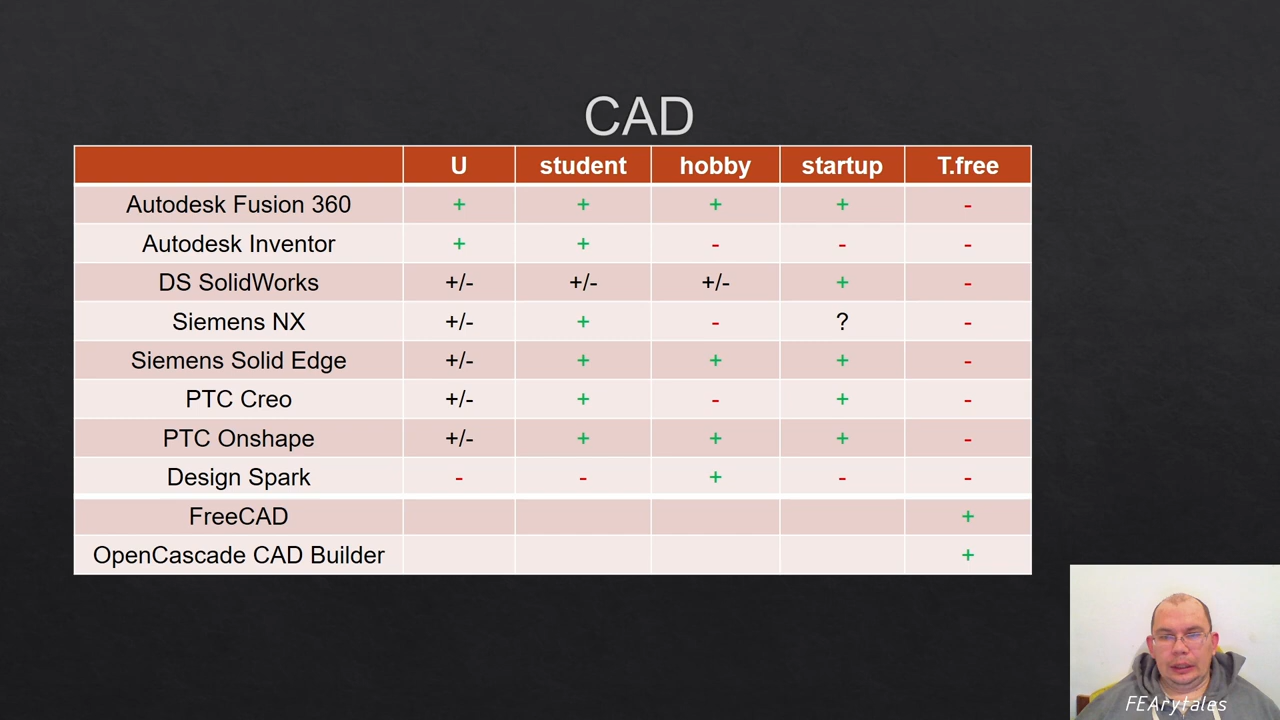 CAD
U student hobby startup T.free
Autodesk Fusion 360 + + + + -
Autodesk Inventor + + - - -
DS SolidWorks +/- +/- +/- + -
Siemens NX +/- + - ? -
Siemens Solid Edge +/- + + + -
PTC Creo +/- + - + -
PTC Onshape +/- + + + -
Design Spark - - + - -
FreeCAD +
OpenCascade CAD Builder +
FEArytales